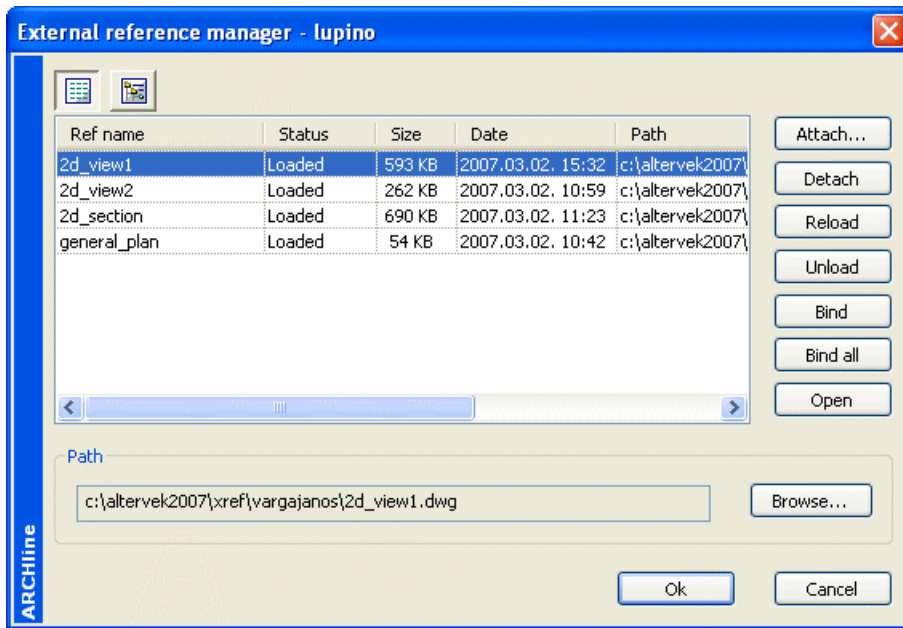 External reference manager - lupino
Ref name Status Size Date Path
2d_view1 Loaded 593 KB 2007.03.02. 15:32 c:\altervek2007\
2d_view2 Loaded 262 KB 2007.03.02. 10:59 c:\altervek2007\
2d_section Loaded 690 KB 2007.03.02. 11:23 c:\altervek2007\
general_plan Loaded 54 KB 2007.03.02. 10:42 c:\altervek2007\
Attach...
Detach
Reload
Unload
Bind
Bind all
Open
Path
c:\altervek2007\xref\vargajanos\2d_view1.dwg
Browse...
Ok
Cancel
ARCHline